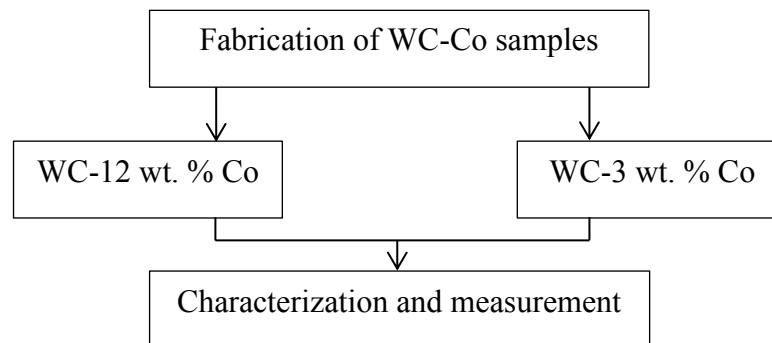 Fabrication of WC-Co samples
WC-12 wt. % Co
WC-3 wt. % Co
Characterization and measurement